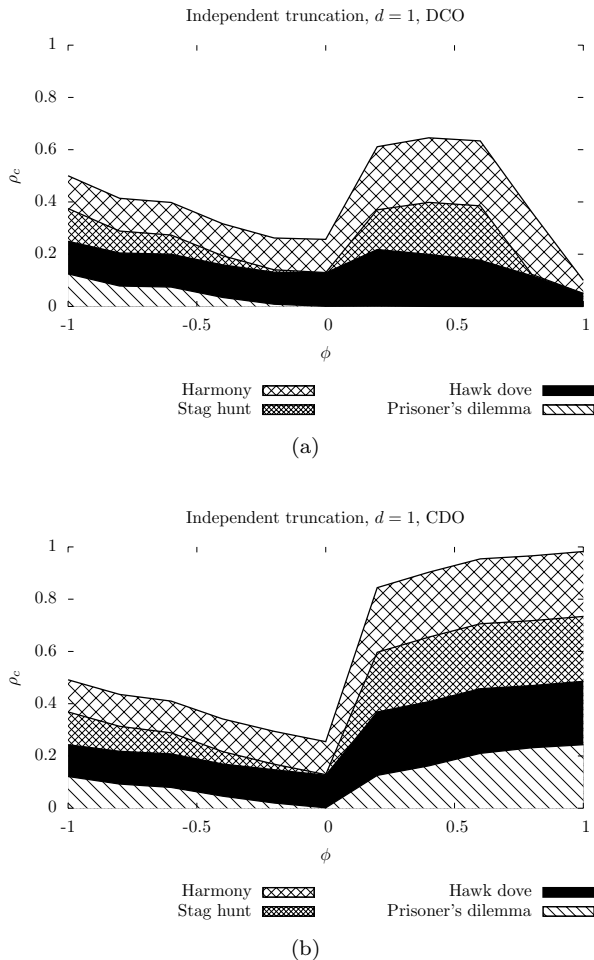 Independent truncation, d = 1, DCO
1
0.8
0.6
0.4
0.2
0
ρc
-1 -0.5 0 0.5 1
ϕ
Harmony Hawk dove
Stag hunt Prisoner's dilemma
(a)
Independent truncation, d = 1, CDO
1
0.8
0.6
0.4
0.2
0
ρc
-1 -0.5 0 0.5 1
ϕ
Harmony Hawk dove
Stag hunt Prisoner's dilemma
(b)